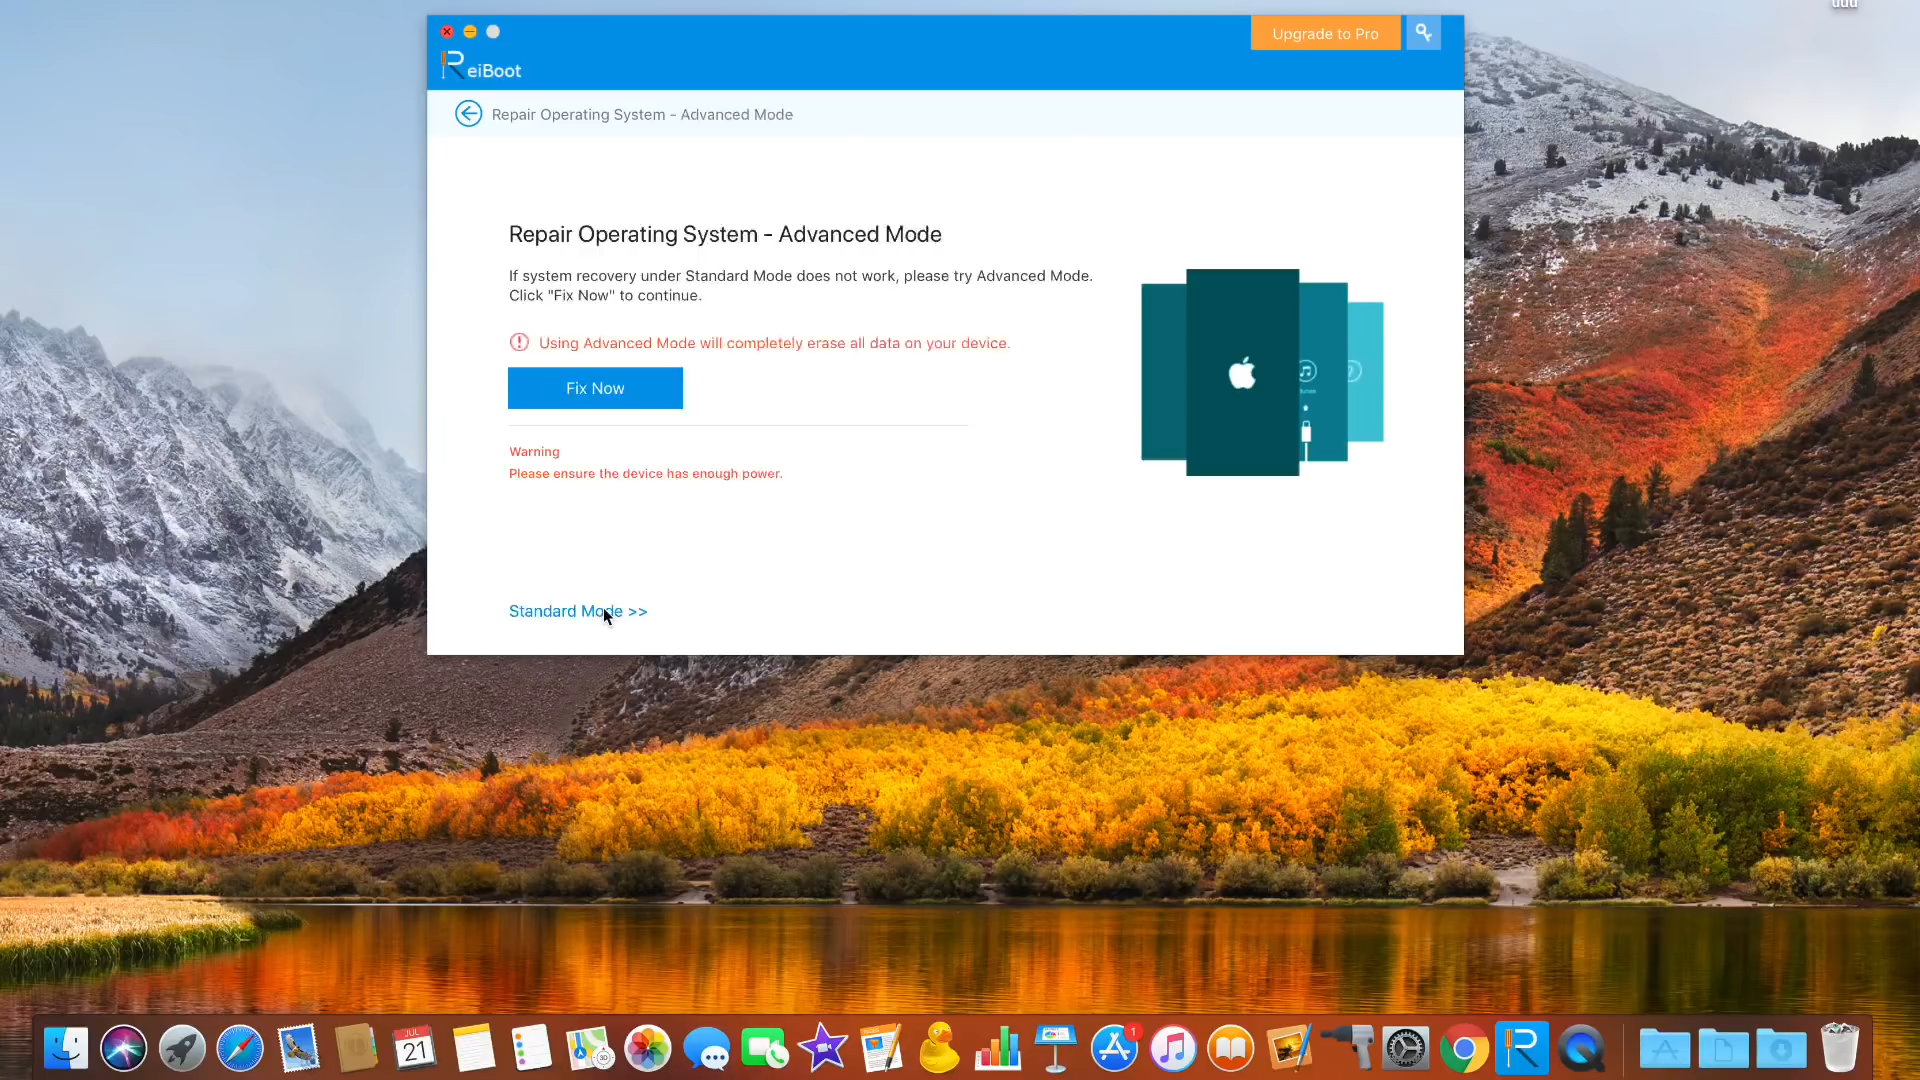 Upgrade to Pro
ReiBoot
Repair Operating System - Advanced Mode
Repair Operating System - Advanced Mode
If system recovery under Standard Mode does not work, please try Advanced Mode.
Click "Fix Now" to continue.
Using Advanced Mode will completely erase all data on your device.
Fix Now
Warning
Please ensure the device has enough power.
Standard Mode >>
JUL
21
3D
1